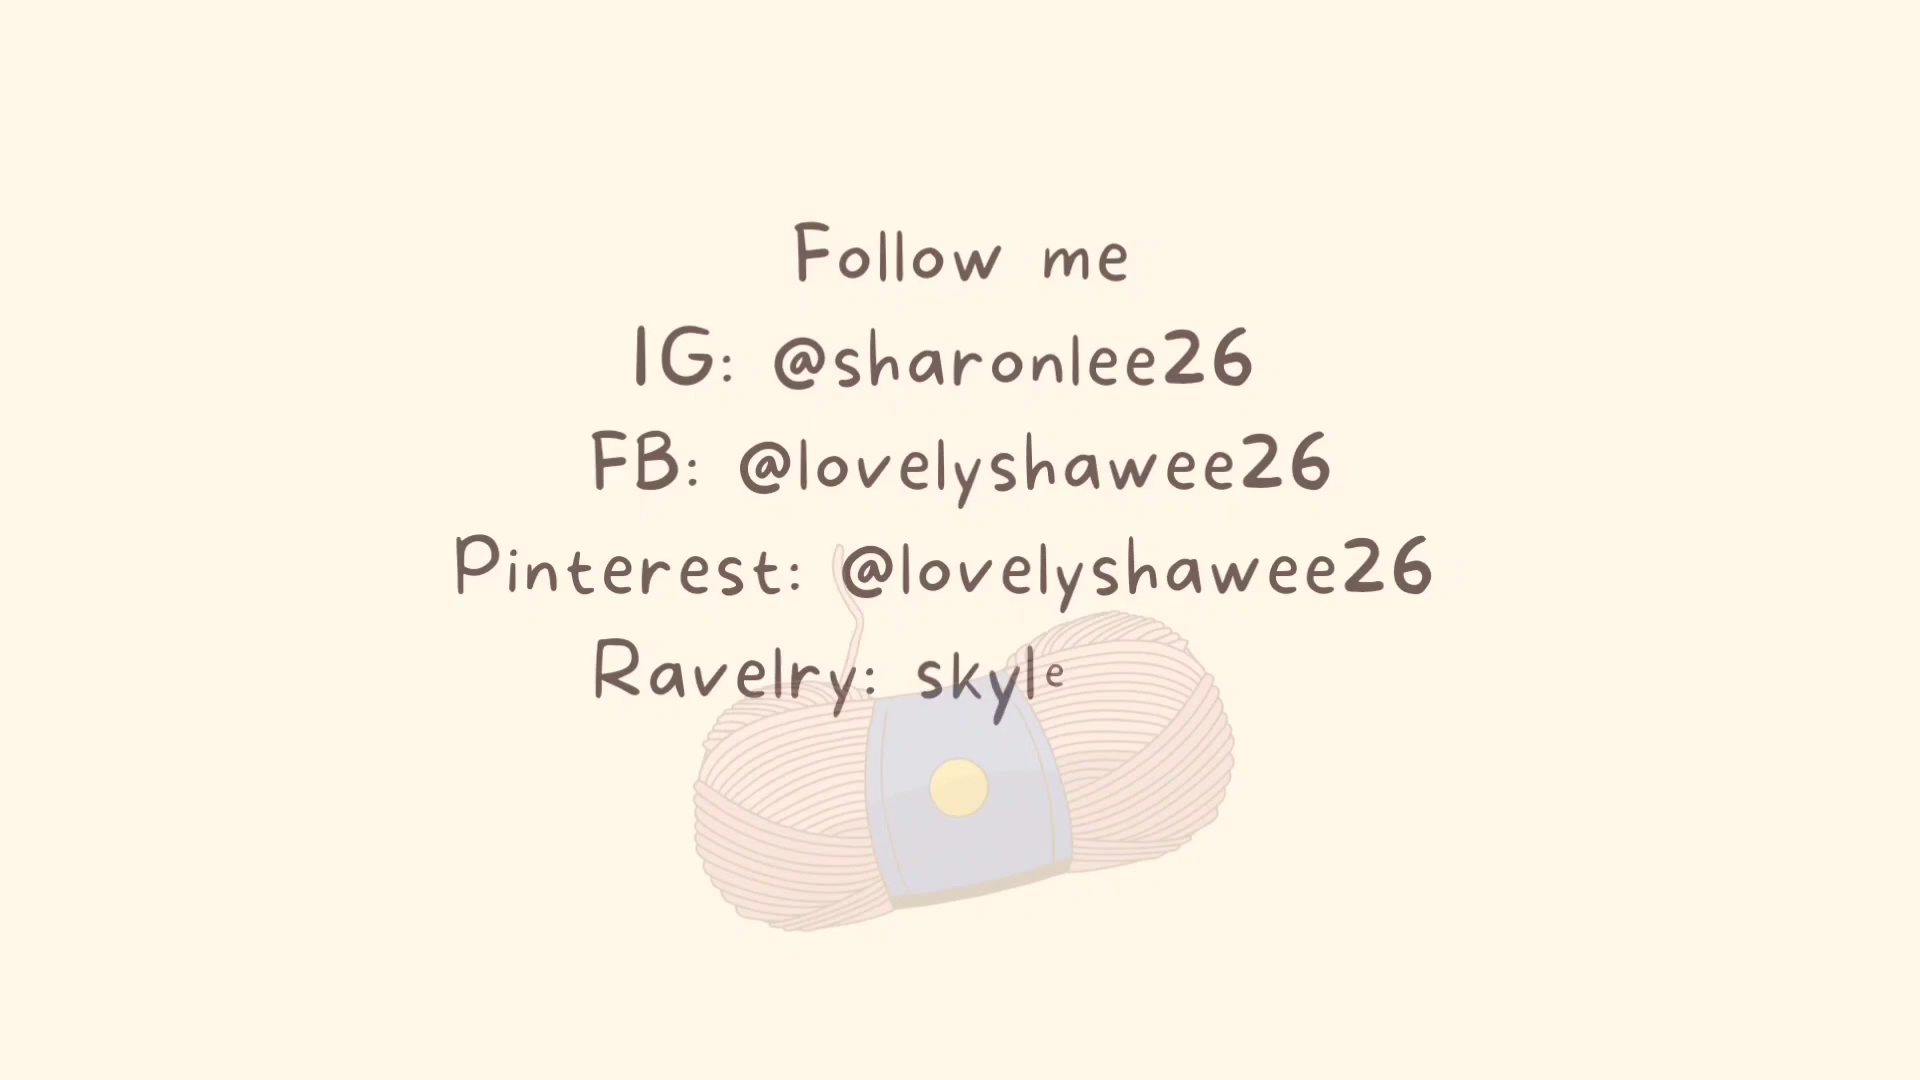 Follow me
IG: @sharonlee26
FB: @lovelyshawee26
Pinterest: @lovelyshawee26
Ravelry: skyle